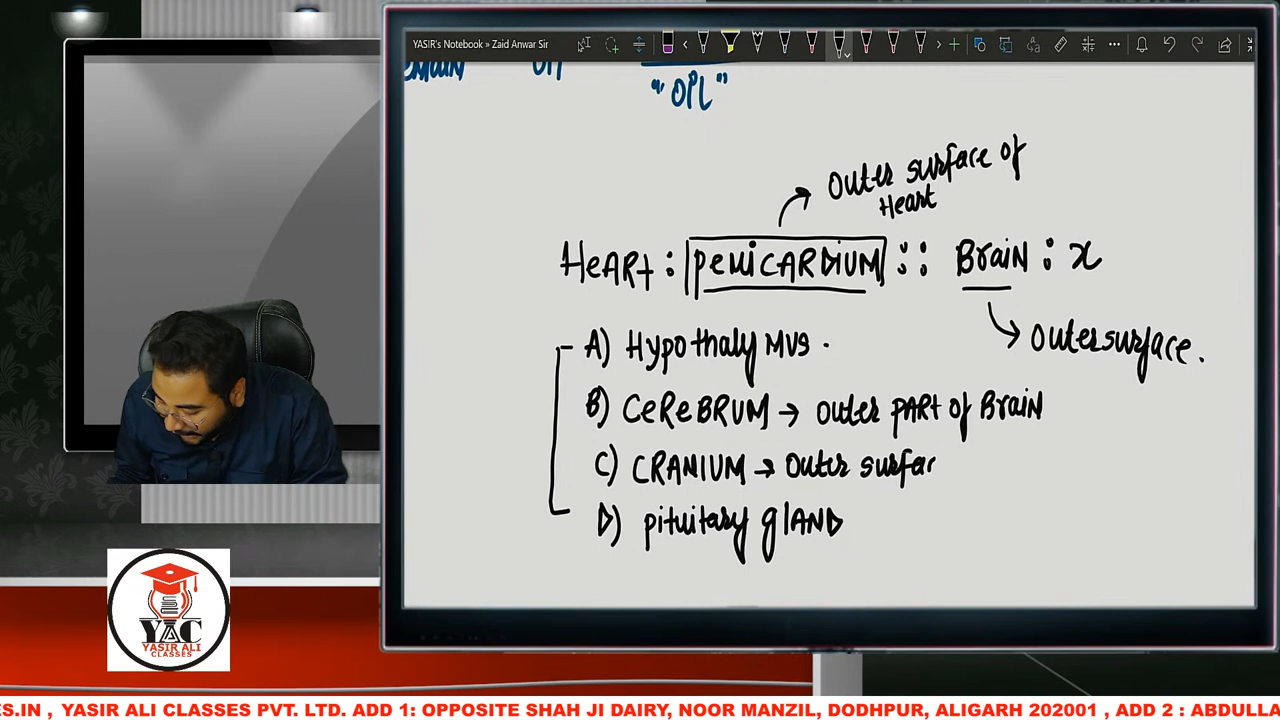 YASIR's Notebook » Zaid Anwar Sir
"OPL"
Outer surface of
Heart
HeARt : PeRiCARDiUM :: BraiN : x
Outersurface.
A) HypothalyMUS
B) CeReBRUM → outer PARt of BraiN
C) CRANIUM → Outer surfac
D) pituitary glAND
YAC
YASIR ALI
CLASSES
ES.IN , YASIR ALI CLASSES PVT. LTD. ADD 1: OPPOSITE SHAH JI DAIRY, NOOR MANZIL, DODHPUR, ALIGARH 202001 , ADD 2 : ABDULLA